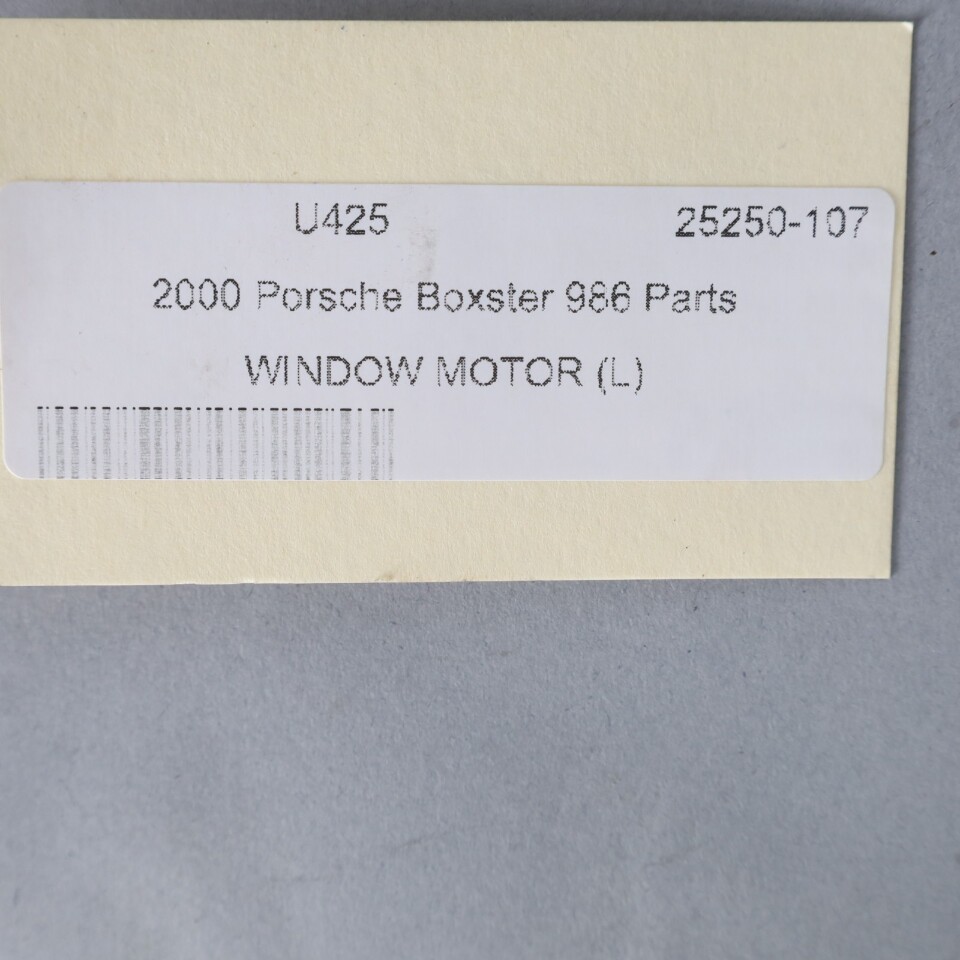 U425 25250-107
2000 Porsche Boxster 986 Parts
WINDOW MOTOR (L)